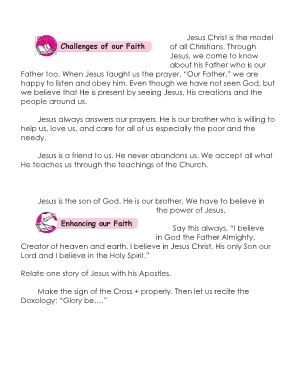 Jesus Christ is the model
Challenges of our Faith
of all Christians. Through
Jesus, we come to know
about his Father who is our
Father too. When Jesus taught us the prayer, “Our Father,” we are
happy to listen and obey him. Even though we have not seen God, but
we believe that He is present by seeing Jesus, His creations and the
people around us.
Jesus always answers our prayers. He is our brother who is willing to
help us, love us, and care for all of us especially the poor and the
needy.
Jesus is a friend to us. He never abandons us. We accept all what
He teaches us through the teachings of the Church.
Jesus is the son of God. He is our brother. We have to believe in
the power of Jesus.
Enhancing our Faith
Say this always, “I believe
in God the Father Almighty,
Creator of heaven and earth. I believe in Jesus Christ, His only Son our
Lord and I believe in the Holy Spirit.”
Relate one story of Jesus with his Apostles.
Make the sign of the Cross + properly. Then let us recite the
Doxology: “Glory be….”